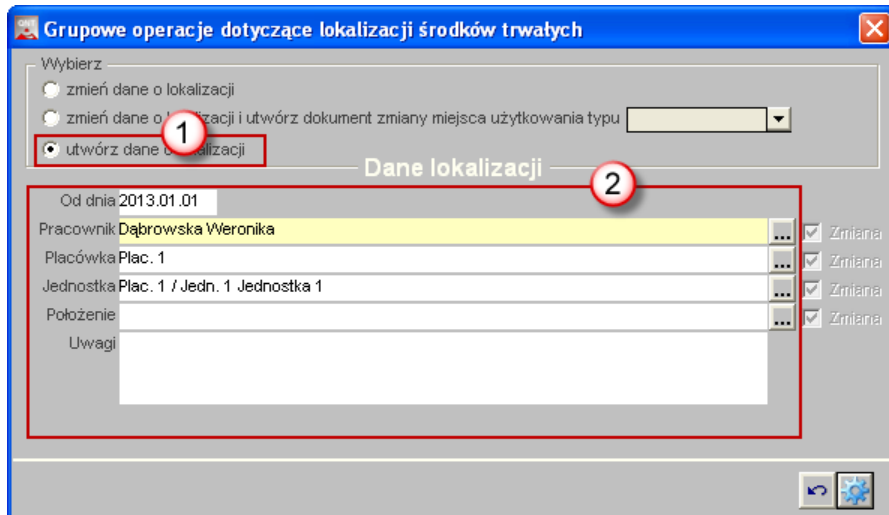 Grupowe operacje dotyczące lokalizacji środków trwałych
Wybierz
zmień dane o lokalizacji
zmień dane o lokalizacji i utwórz dokument zmiany miejsca użytkowania typu
1
utwórz dane o lokalizacji
Dane lokalizacji
2
Od dnia 2013.01.01
Pracownik Dąbrowska Weronika ... Zmiana
Placówka Plac. 1 ... Zmiana
Jednostka Plac. 1 / Jedn. 1 Jednostka 1 ... Zmiana
Położenie ... Zmiana
Uwagi